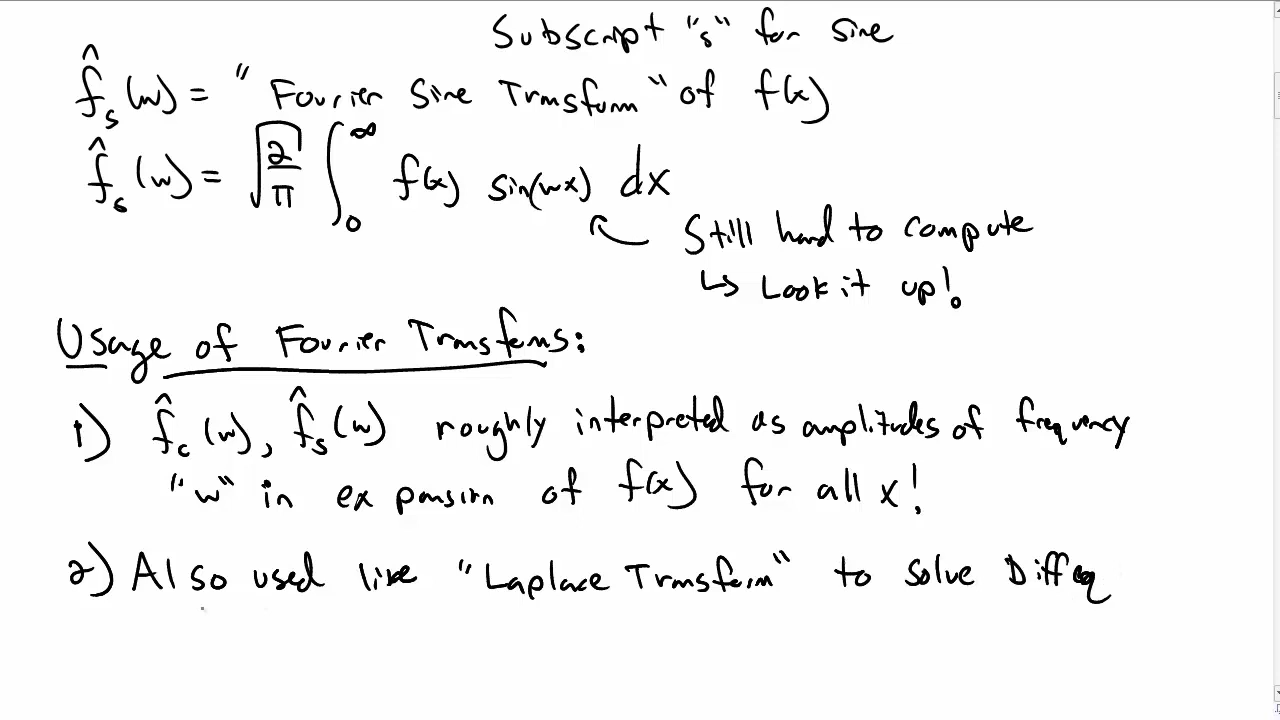 Subscript "s" for sine
f̂ₛ(w) = "Fourier Sine Transform" of f(x)
f̂ₛ(w) = √(2/π) ∫₀^∞ f(x) sin(wx) dx
Still hard to compute
↳ Look it up!
Usage of Fourier Transforms:
1) f̂꜀(w), f̂ₛ(w) roughly interpreted as amplitudes of frequency
"w" in expansion of f(x) for all x!
2) Also used like "Laplace Transform" to solve Diffeq